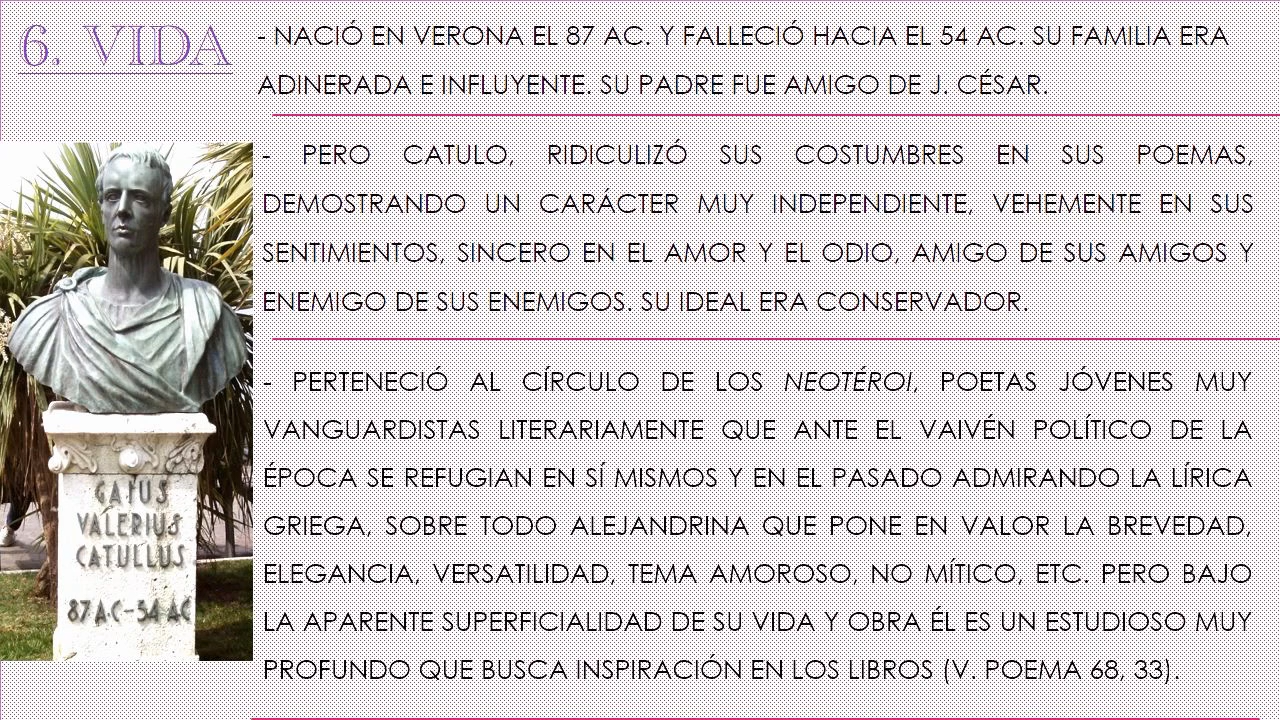 6. VIDA
- NACIÓ EN VERONA EL 87 AC. Y FALLECIÓ HACIA EL 54 AC. SU FAMILIA ERA
ADINERADA E INFLUYENTE. SU PADRE FUE AMIGO DE J. CÉSAR.
- PERO CATULO, RIDICULIZÓ SUS COSTUMBRES EN SUS POEMAS,
DEMOSTRANDO UN CARÁCTER MUY INDEPENDIENTE, VEHEMENTE EN SUS
SENTIMIENTOS, SINCERO EN EL AMOR Y EL ODIO, AMIGO DE SUS AMIGOS Y
ENEMIGO DE SUS ENEMIGOS. SU IDEAL ERA CONSERVADOR.
- PERTENECIÓ AL CÍRCULO DE LOS NEOTÉROI, POETAS JÓVENES MUY
VANGUARDISTAS LITERARIAMENTE QUE ANTE EL VAIVÉN POLÍTICO DE LA
ÉPOCA SE REFUGIAN EN SÍ MISMOS Y EN EL PASADO ADMIRANDO LA LÍRICA
GRIEGA, SOBRE TODO ALEJANDRINA QUE PONE EN VALOR LA BREVEDAD,
ELEGANCIA, VERSATILIDAD, TEMA AMOROSO NO MÍTICO, ETC. PERO BAJO
LA APARENTE SUPERFICIALIDAD DE SU VIDA Y OBRA ÉL ES UN ESTUDIOSO MUY
PROFUNDO QUE BUSCA INSPIRACIÓN EN LOS LIBROS (V. POEMA 68, 33).
GAIUS
VALERIUS
CATULLUS
87 A.C-54 AC